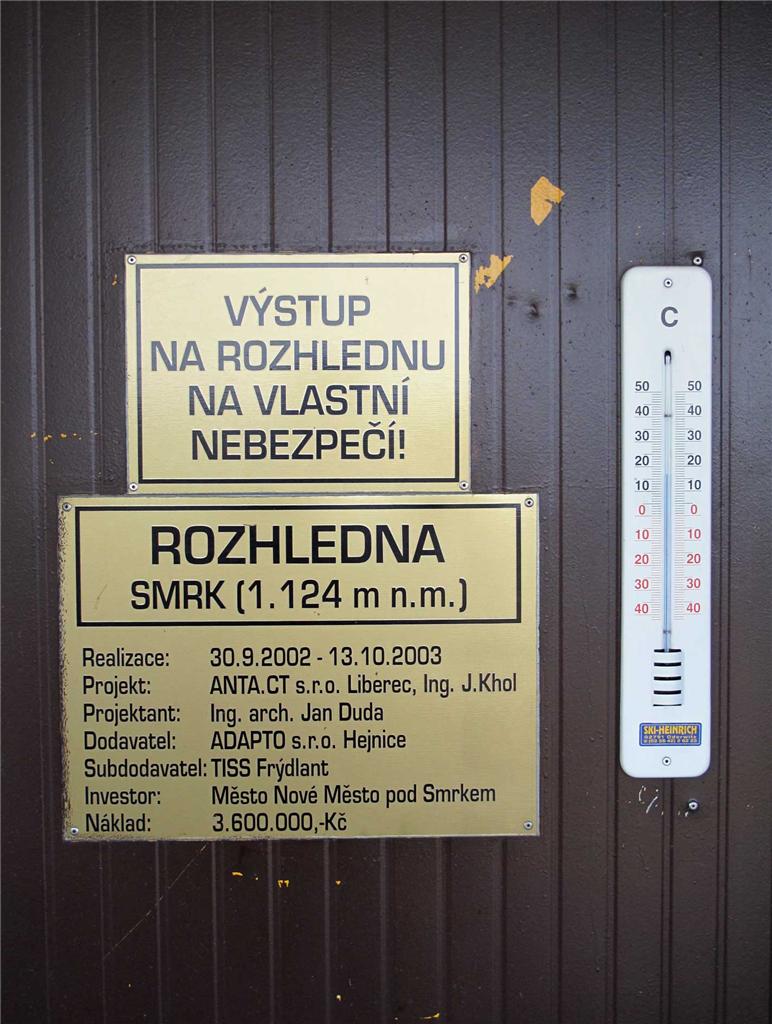 VÝSTUP
NA ROZHLEDNU
NA VLASTNÍ
NEBEZPEČÍ!
ROZHLEDNA
SMRK (1.124 m n.m.)
Realizace: 30.9.2002 - 13.10.2003
Projekt: ANTA.CT s.r.o. Liberec, Ing. J.Khol
Projektant: Ing. arch. Jan Duda
Dodavatel: ADAPTO s.r.o. Hejnice
Subdodavatel: TISS Frýdlant
Investor: Město Nové Město pod Smrkem
Náklad: 3.600.000,-Kč
C
50 50
40 40
30 30
20 20
10 10
0 0
10 10
20 20
30 30
40 40
SKI-HEINRICH